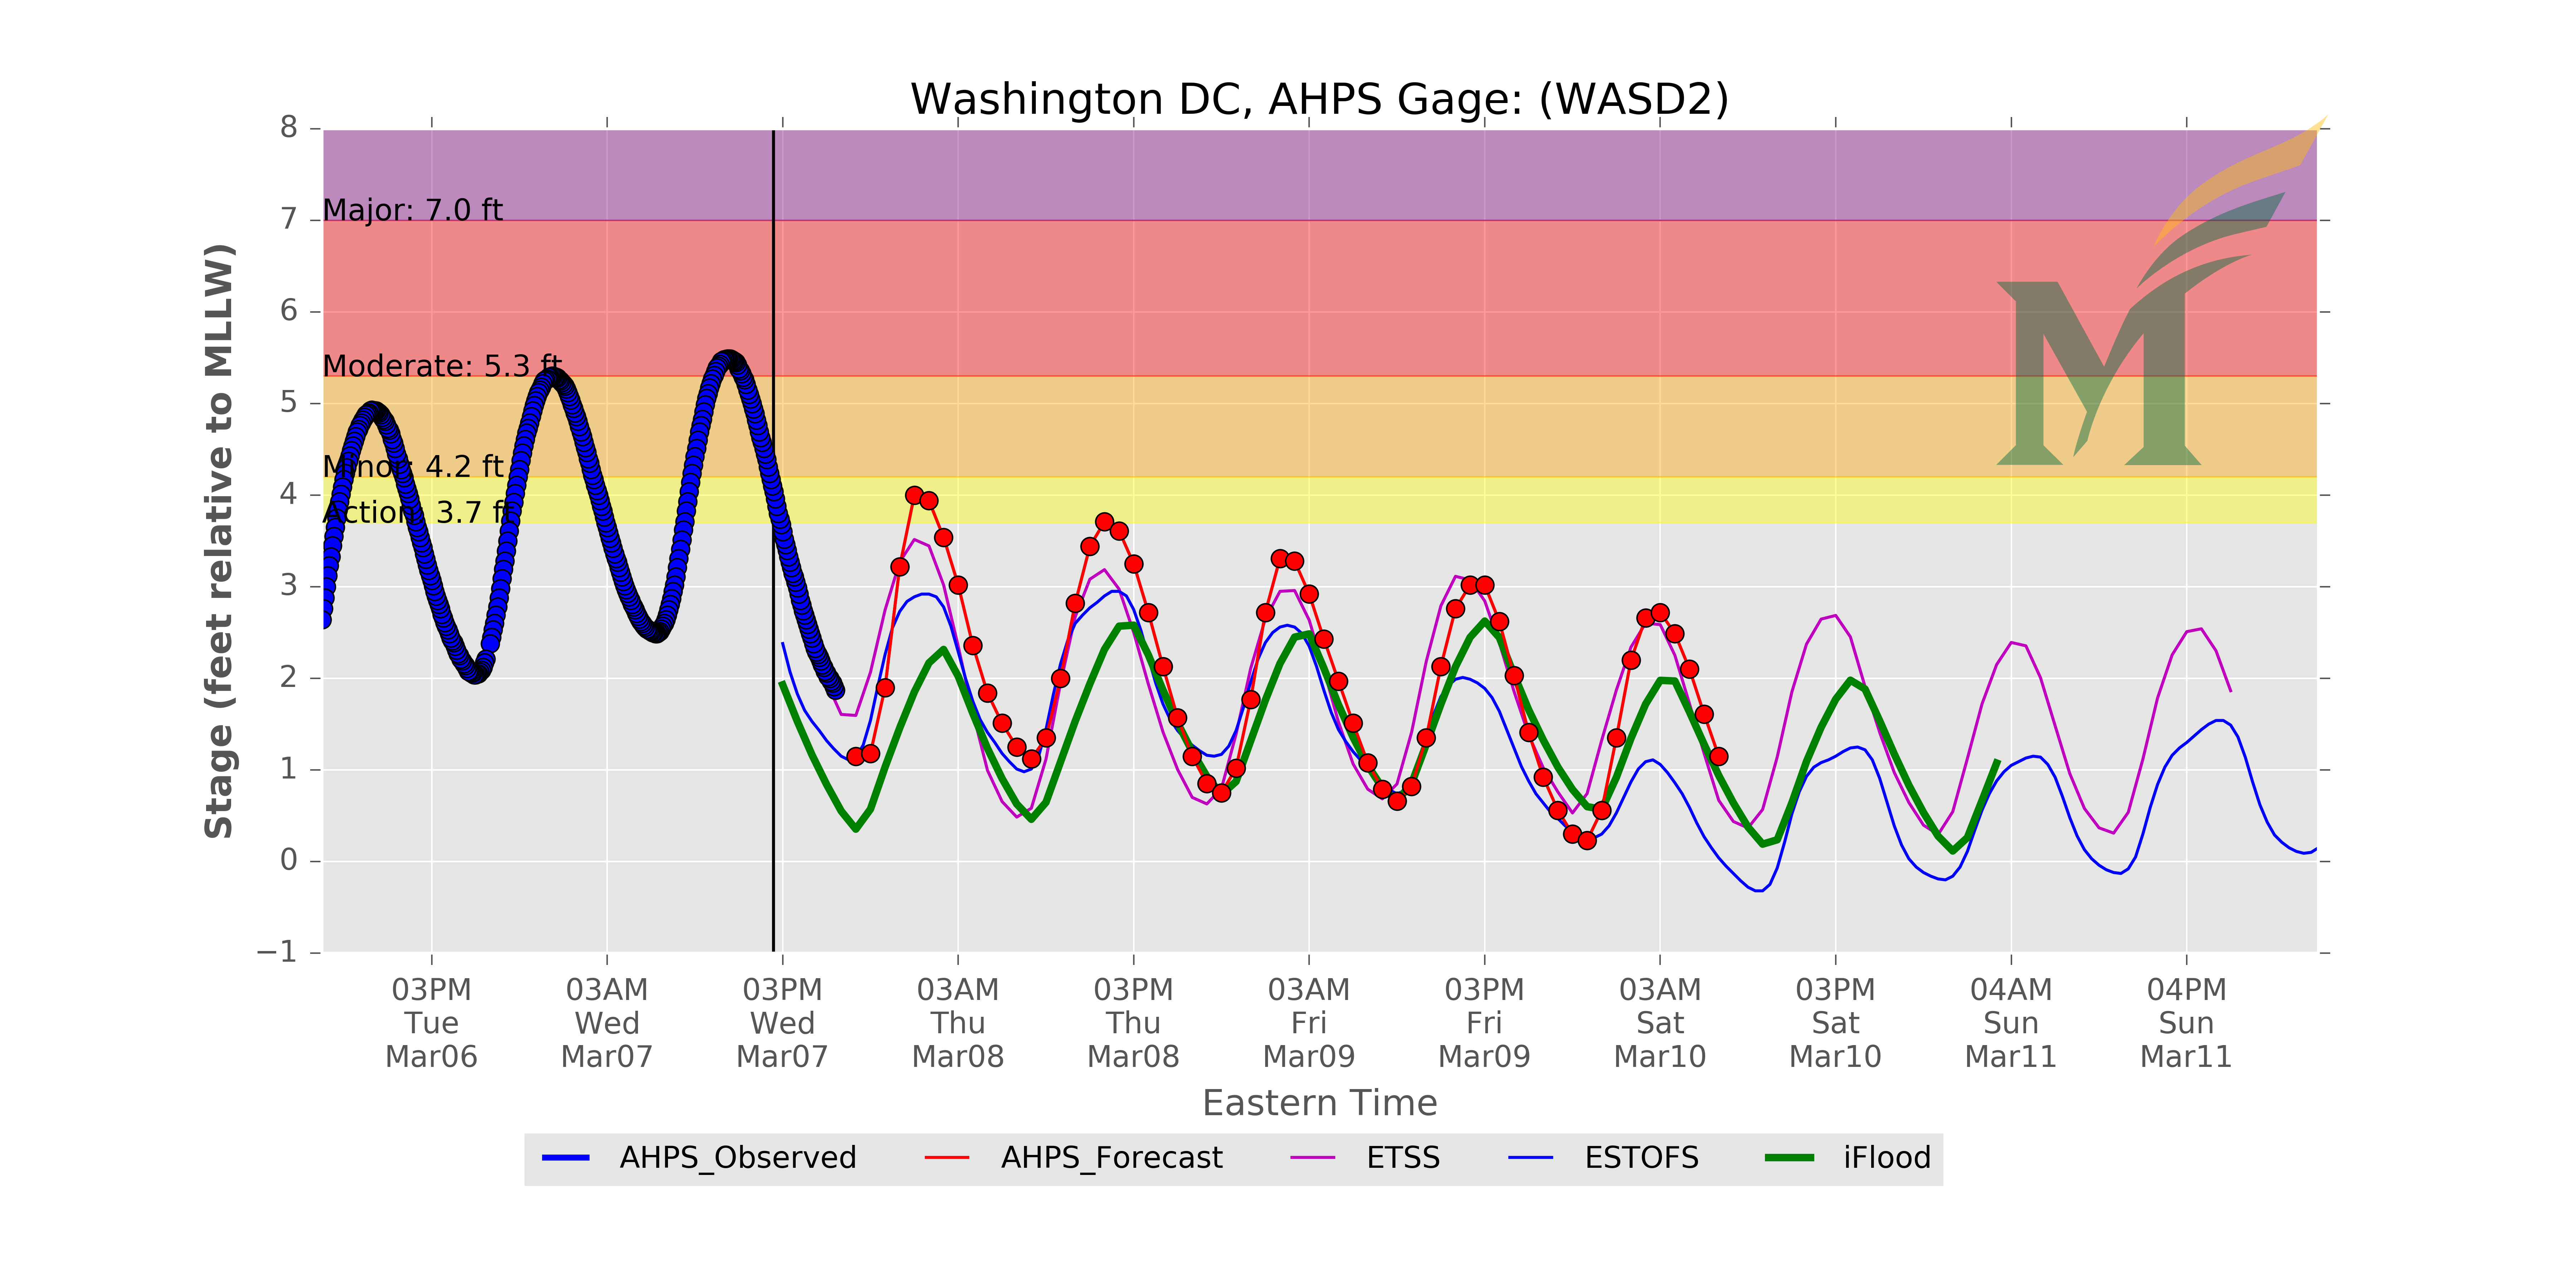 Washington DC, AHPS Gage: (WASD2)
8
7
6
5
4
3
2
1
0
−1
Stage (feet relative to MLLW)
Major: 7.0 ft
Moderate: 5.3 ft
Minor: 4.2 ft
Action: 3.7 ft
M
03PM 03AM 03PM 03AM 03PM 03AM 03PM 03AM 03PM 04AM 04PM
Tue Wed Wed Thu Thu Fri Fri Sat Sat Sun Sun
Mar06 Mar07 Mar07 Mar08 Mar08 Mar09 Mar09 Mar10 Mar10 Mar11 Mar11
Eastern Time
AHPS_Observed AHPS_Forecast ETSS ESTOFS iFlood